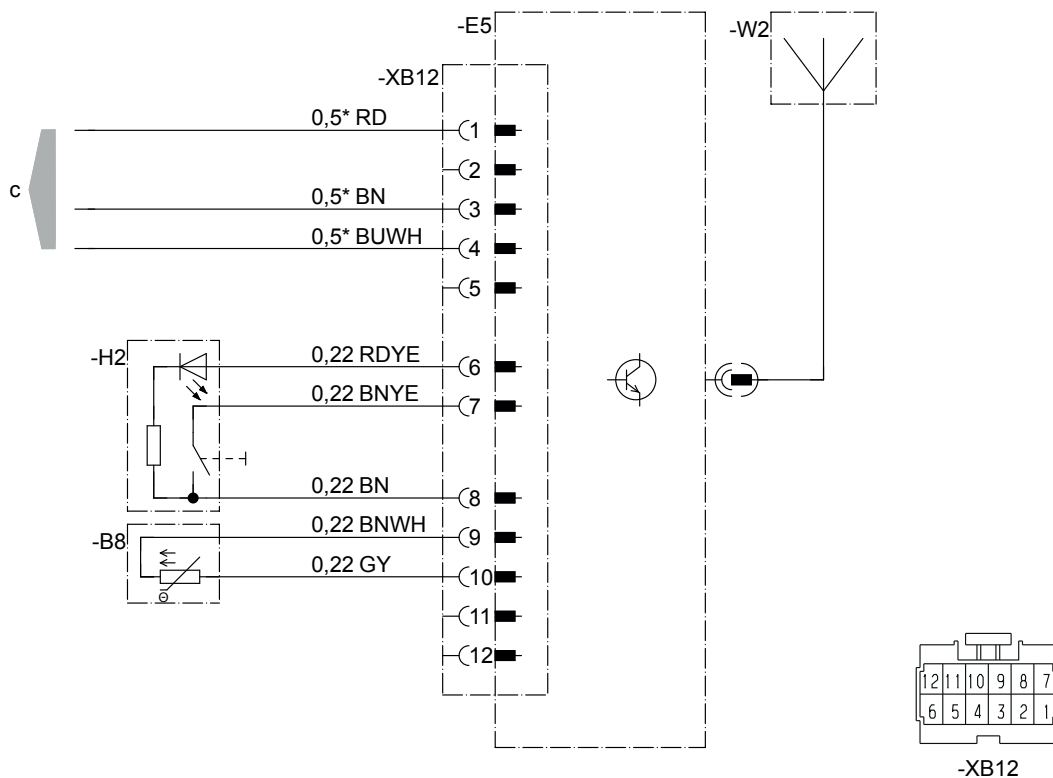 -E5
-W2
-XB12
0,5* RD
1
2
c
0,5* BN
3
0,5* BUWH
4
5
-H2
0,22 RDYE
6
0,22 BNYE
7
0,22 BN
8
-B8
0,22 BNWH
9
0,22 GY
10
Θ
11
12
12 11 10 9 8 7
6 5 4 3 2 1
-XB12